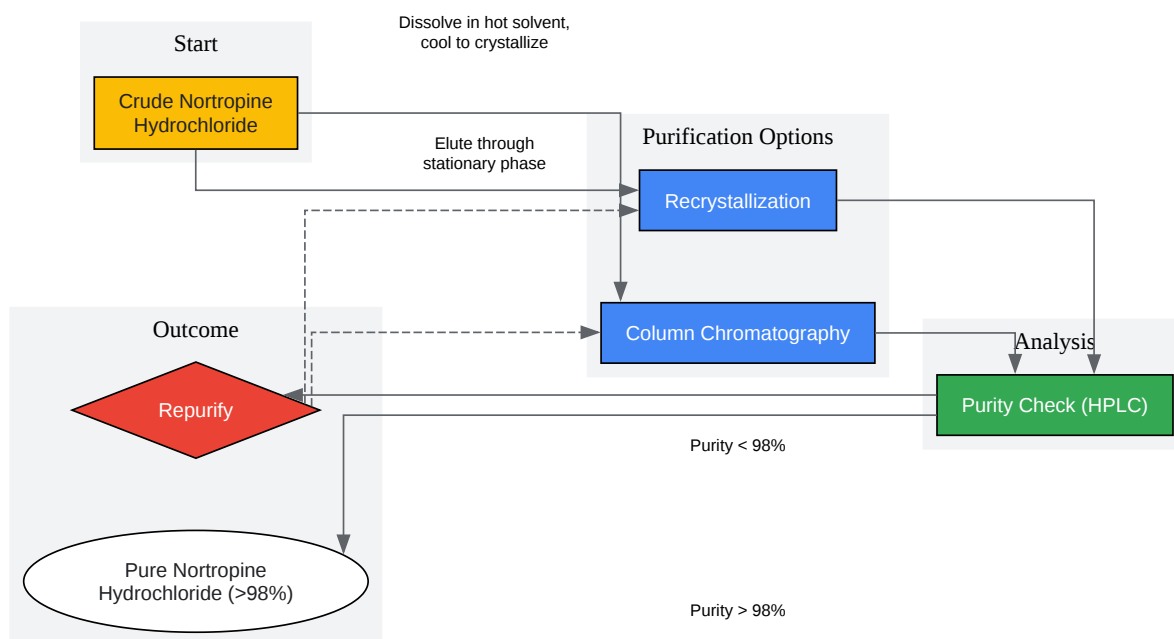 Dissolve in hot solvent,
cool to crystallize
Start
Crude Nortropine
Hydrochloride
Elute through
stationary phase
Purification Options
Recrystallization
Column Chromatography
Outcome
Repurify
Analysis
Purity Check (HPLC)
Purity < 98%
Pure Nortropine
Hydrochloride (>98%)
Purity > 98%